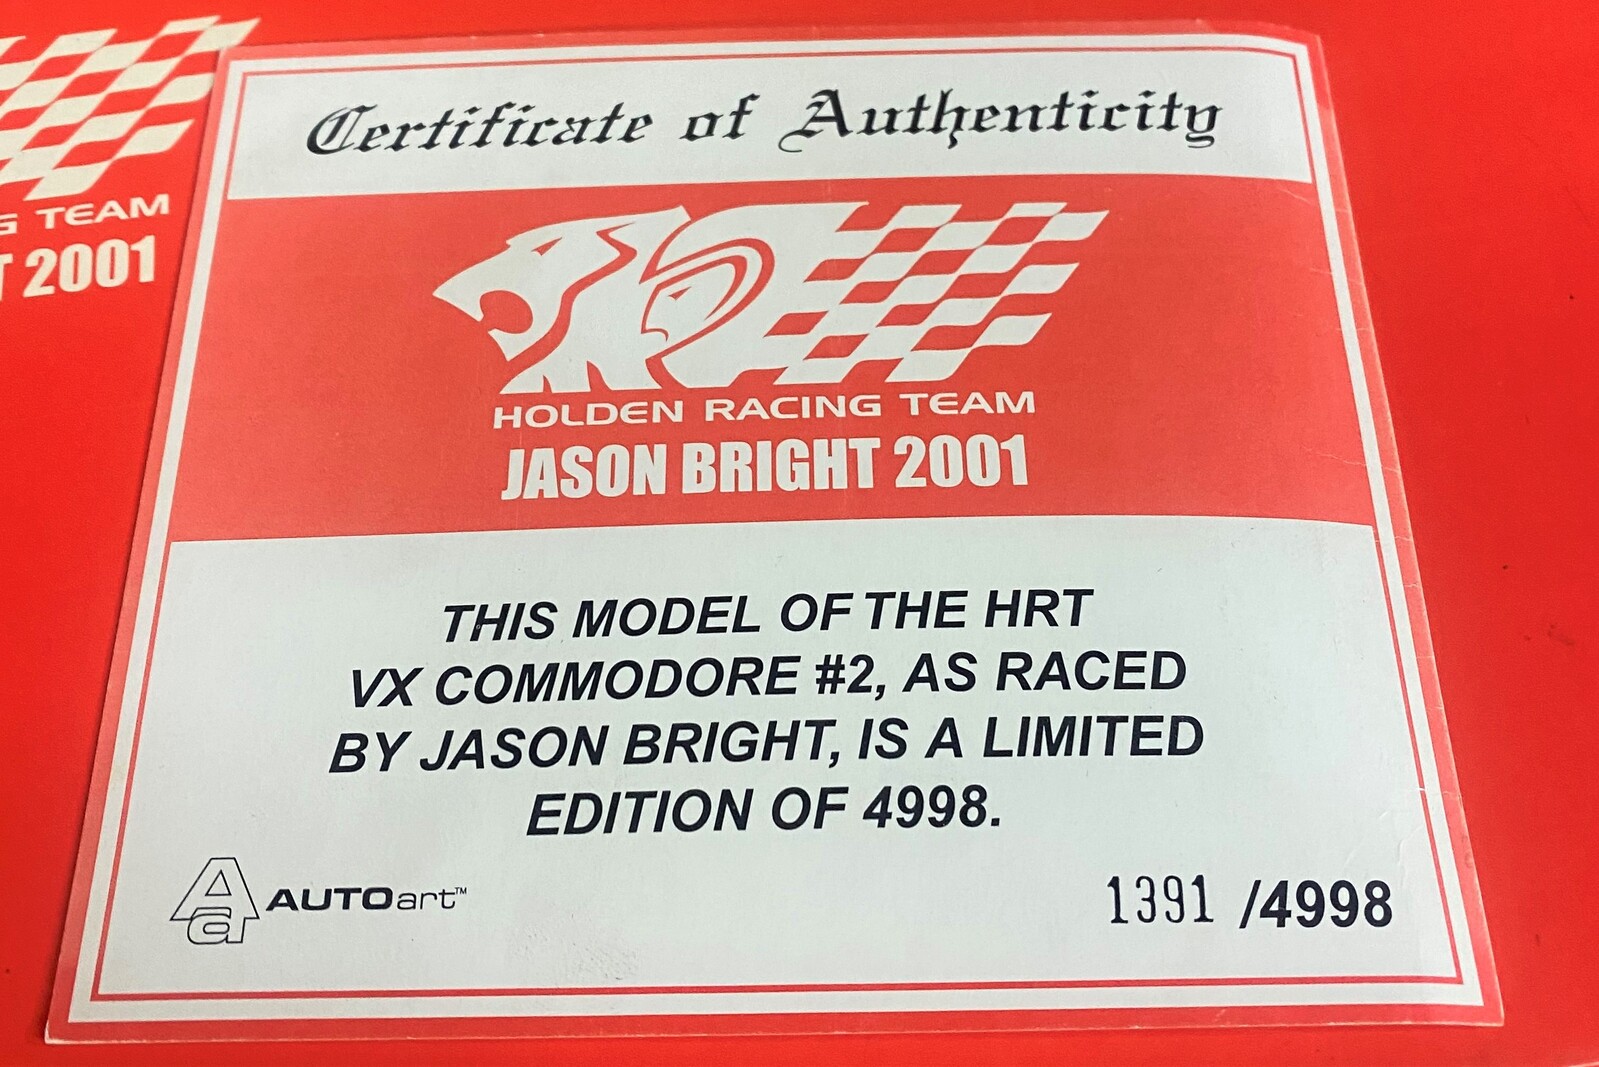 Certificate of Authenticity
HOLDEN RACING TEAM
JASON BRIGHT 2001
THIS MODEL OF THE HRT
VX COMMODORE #2, AS RACED
BY JASON BRIGHT, IS A LIMITED
EDITION OF 4998.
Aa AUTOart™
1391 /4998
G TEAM
T 2001